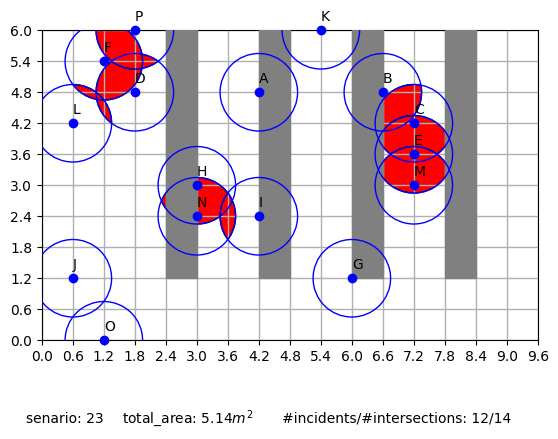 P K
6.0
F
5.4
D A B
4.8
L C
4.2
E
3.6
H M
3.0
N I
2.4
1.8
J G
1.2
0.6
O
0.0
0.0 0.6 1.2 1.8 2.4 3.0 3.6 4.2 4.8 5.4 6.0 6.6 7.2 7.8 8.4 9.0 9.6
senario: 23 total_area: 5.14m² #incidents/#intersections: 12/14